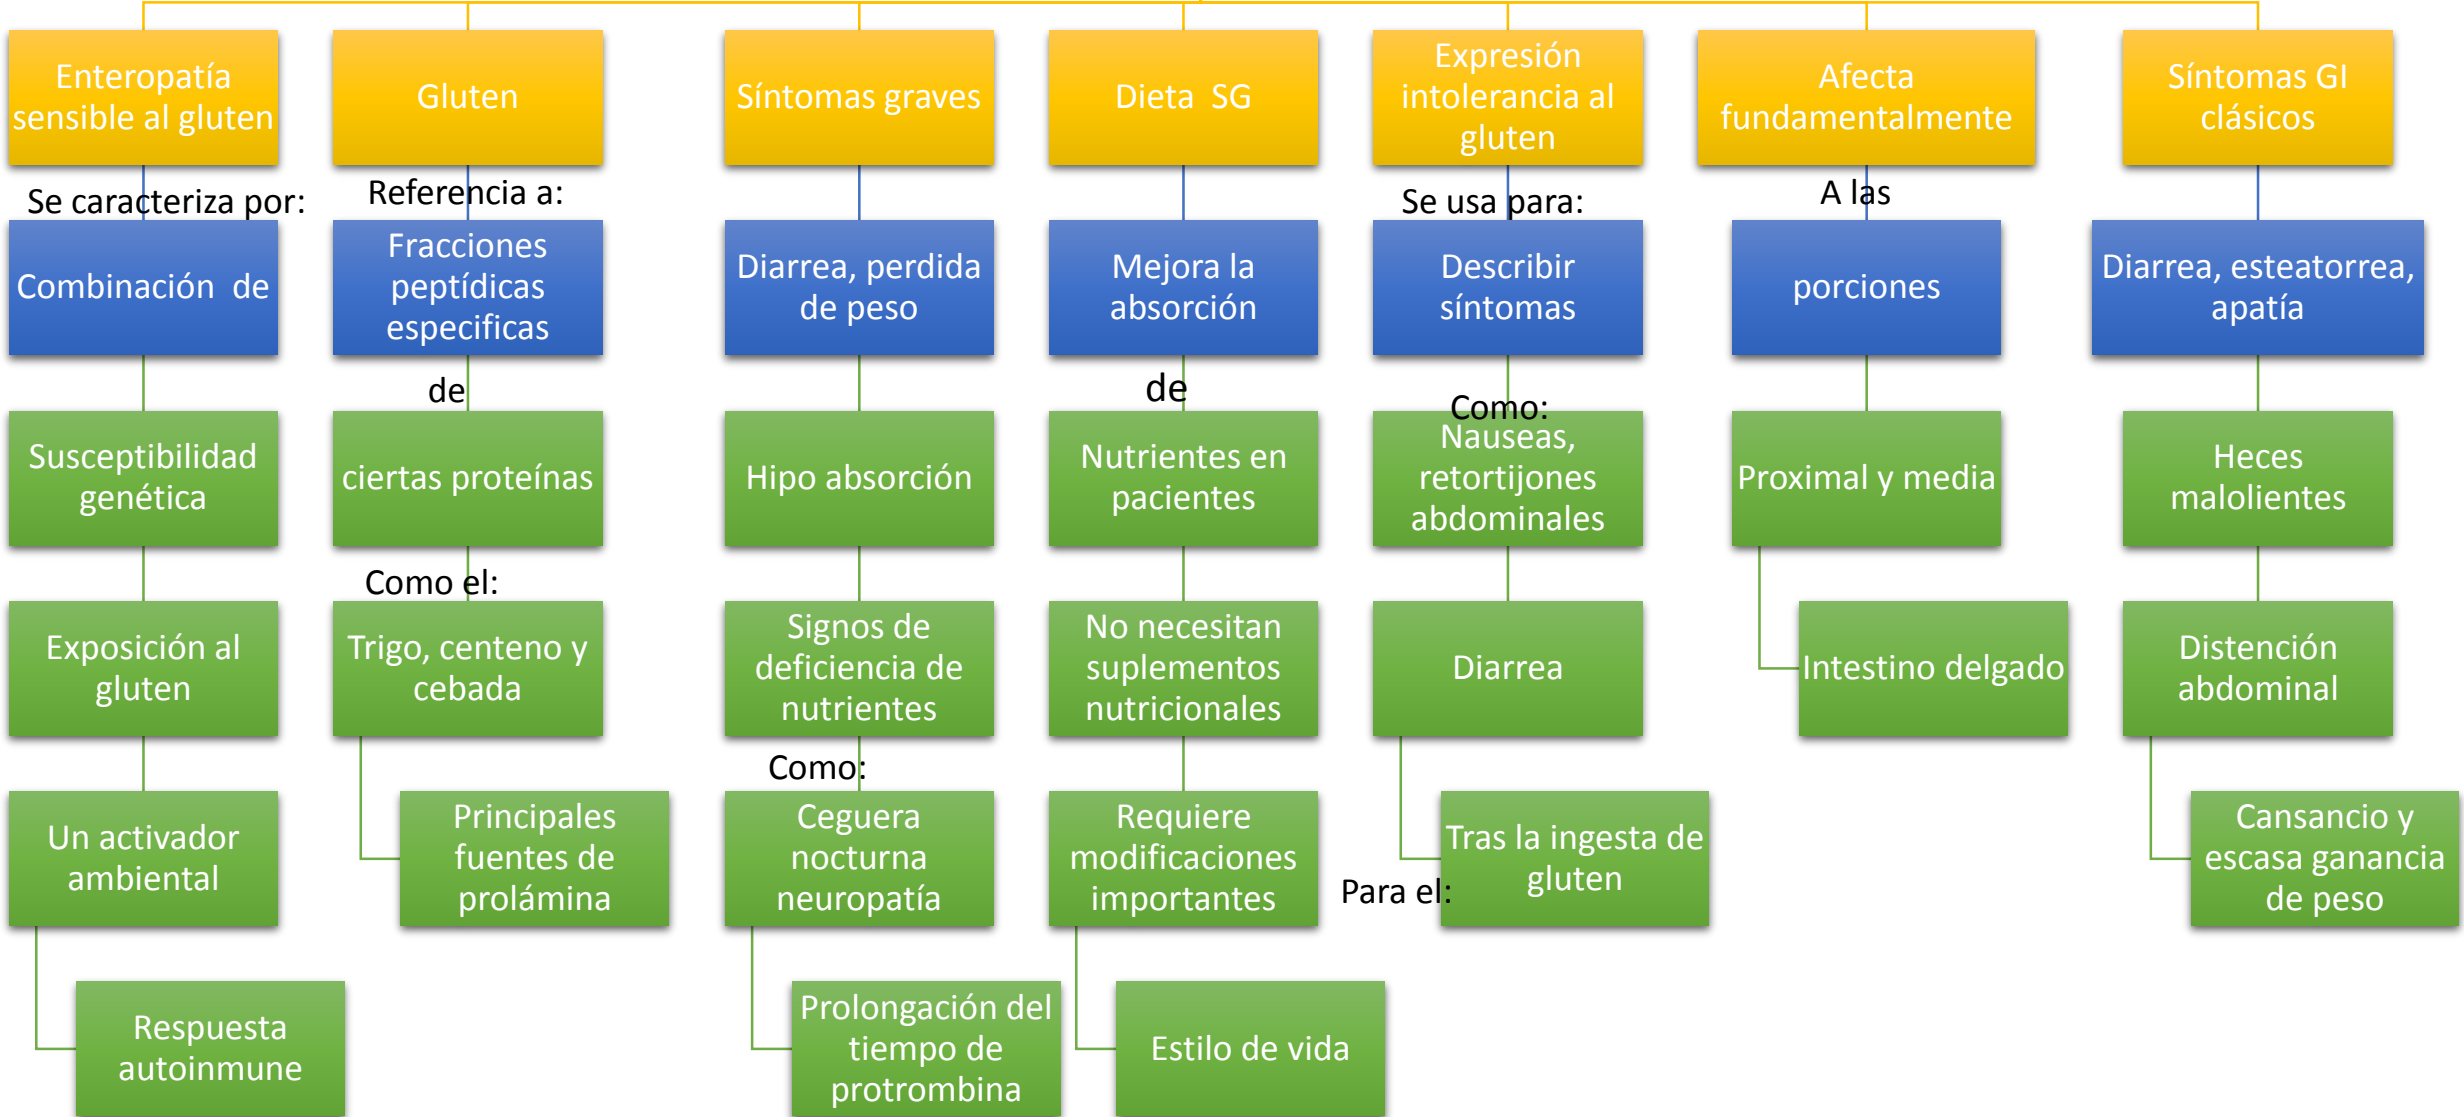 Enteropatía
sensible al gluten
Se caracteriza por:
Combinación de
Susceptibilidad
genética
Exposición al
gluten
Un activador
ambiental
Respuesta
autoinmune
Gluten
Referencia a:
Fracciones
peptídicas
especificas
de
ciertas proteínas
Como el:
Trigo, centeno y
cebada
Principales
fuentes de
prolámina
Síntomas graves
Diarrea, perdida
de peso
Hipo absorción
Signos de
deficiencia de
nutrientes
Como:
Ceguera
nocturna
neuropatía
Prolongación del
tiempo de
protrombina
Dieta SG
Mejora la
absorción
de
Nutrientes en
pacientes
No necesitan
suplementos
nutricionales
Requiere
modificaciones
importantes
Estilo de vida
Expresión
intolerancia al
gluten
Se usa para:
Describir
síntomas
Como:
Nauseas,
retortijones
abdominales
Diarrea
Tras la ingesta de
gluten
Para el:
Afecta
fundamentalmente
A las
porciones
Proximal y media
Intestino delgado
Síntomas GI
clásicos
Diarrea, esteatorrea,
apatía
Heces
malolientes
Distención
abdominal
Cansancio y
escasa ganancia
de peso